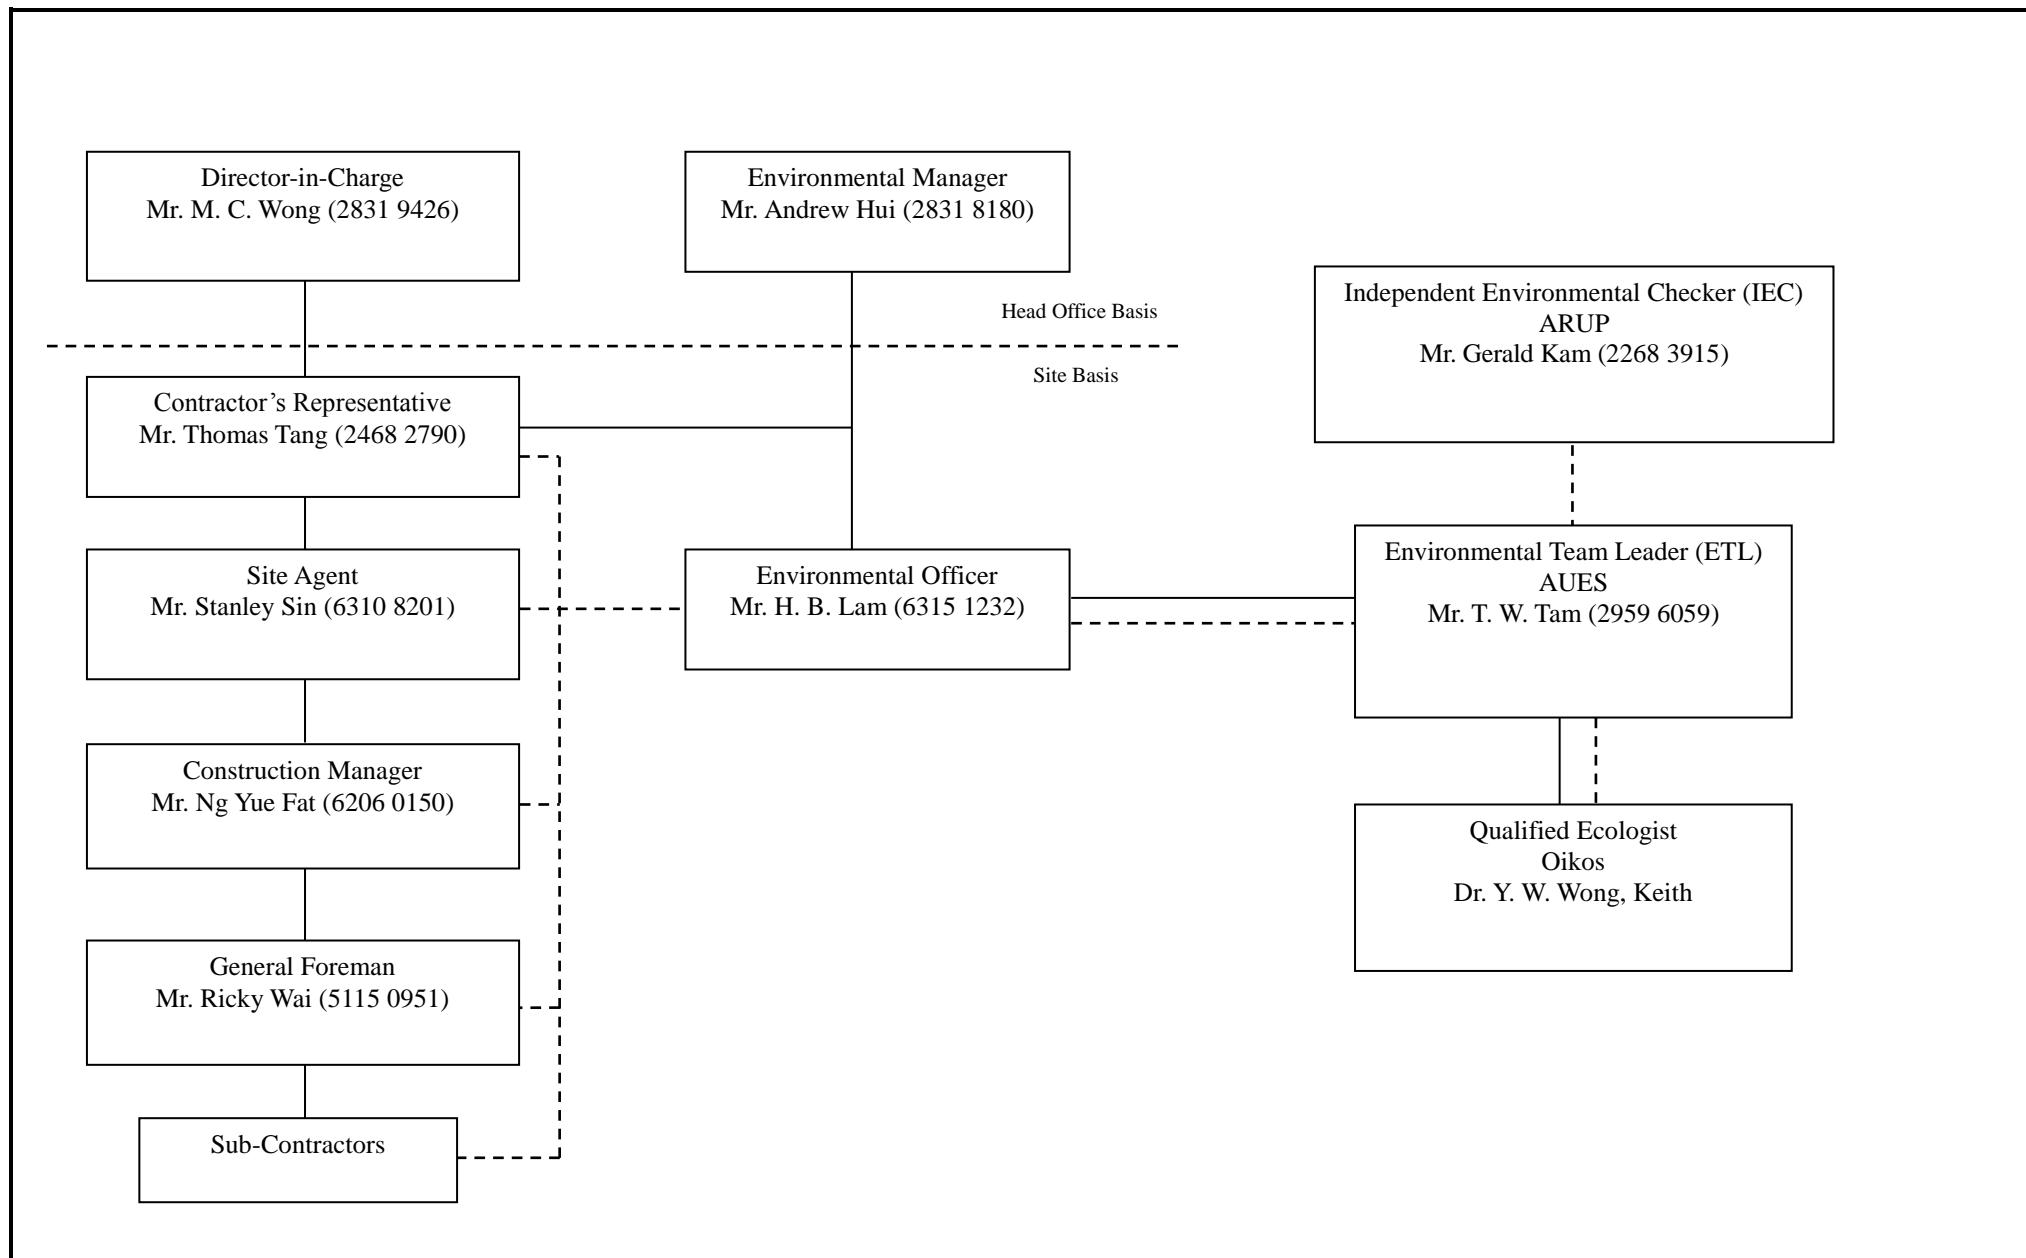 Director-in-Charge
Mr. M. C. Wong (2831 9426)
Environmental Manager
Mr. Andrew Hui (2831 8180)
Independent Environmental Checker (IEC)
ARUP
Mr. Gerald Kam (2268 3915)
Head Office Basis
Site Basis
Contractor’s Representative
Mr. Thomas Tang (2468 2790)
Site Agent
Mr. Stanley Sin (6310 8201)
Environmental Officer
Mr. H. B. Lam (6315 1232)
Environmental Team Leader (ETL)
AUES
Mr. T. W. Tam (2959 6059)
Construction Manager
Mr. Ng Yue Fat (6206 0150)
Qualified Ecologist
Oikos
Dr. Y. W. Wong, Keith
General Foreman
Mr. Ricky Wai (5115 0951)
Sub-Contractors